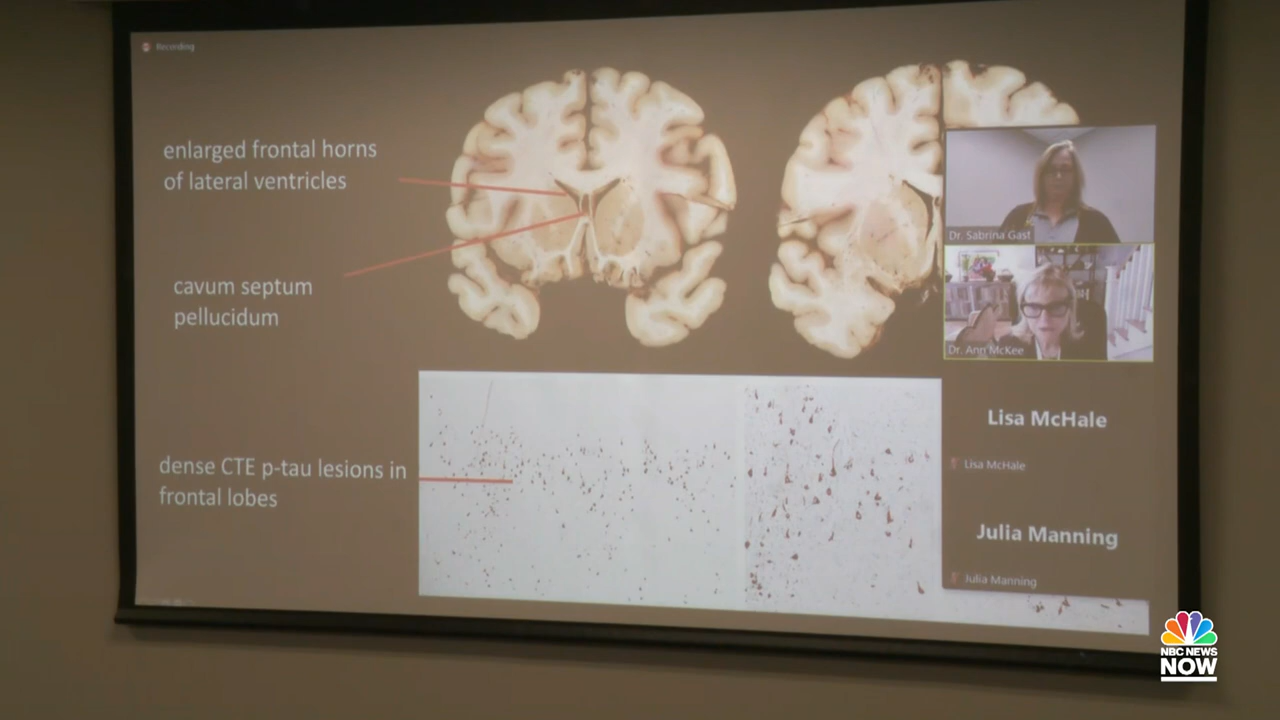 Recording
enlarged frontal horns
of lateral ventricles
cavum septum
pellucidum
dense CTE p-tau lesions in
frontal lobes
Dr. Sabrina Gast
Dr. Ann McKee
Lisa McHale
Lisa McHale
Julia Manning
Julia Manning
NBC NEWS
NOW